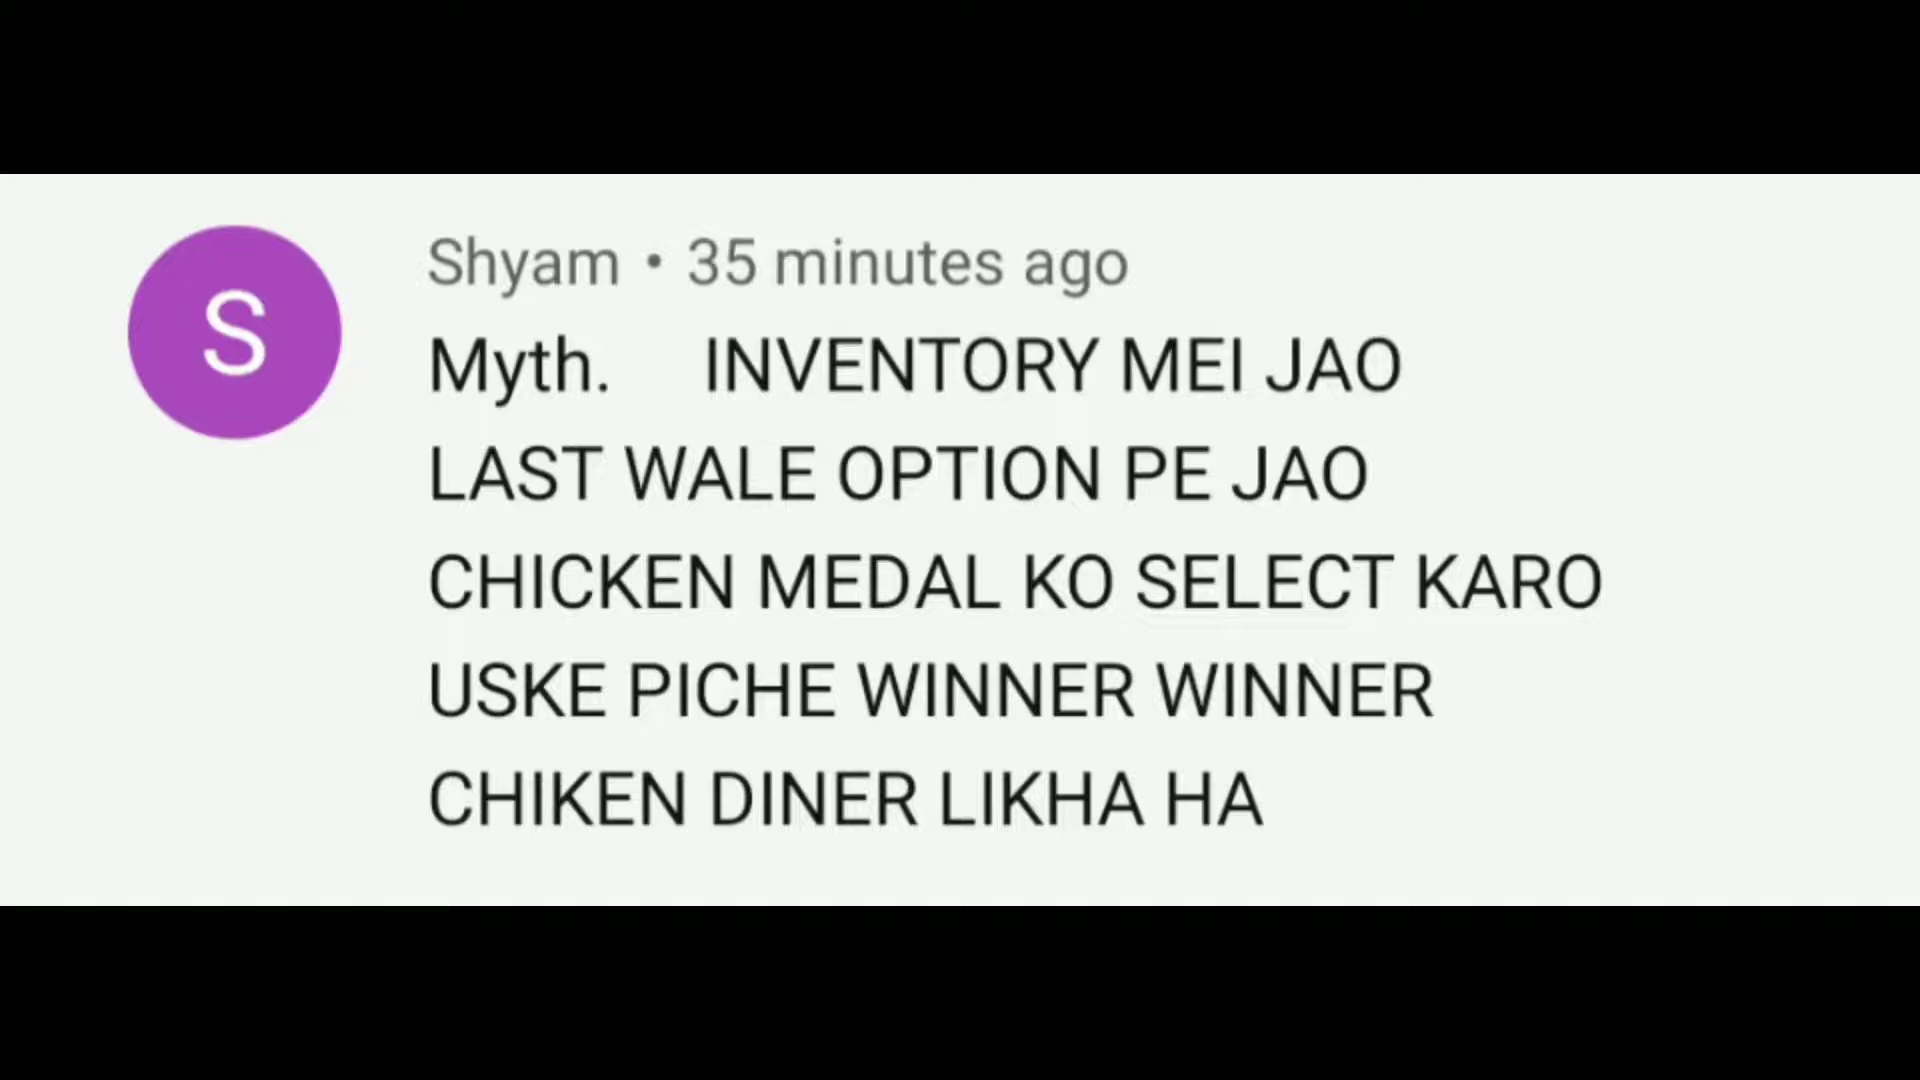 S
Shyam • 35 minutes ago
Myth. INVENTORY MEI JAO
LAST WALE OPTION PE JAO
CHICKEN MEDAL KO SELECT KARO
USKE PICHE WINNER WINNER
CHIKEN DINER LIKHA HA